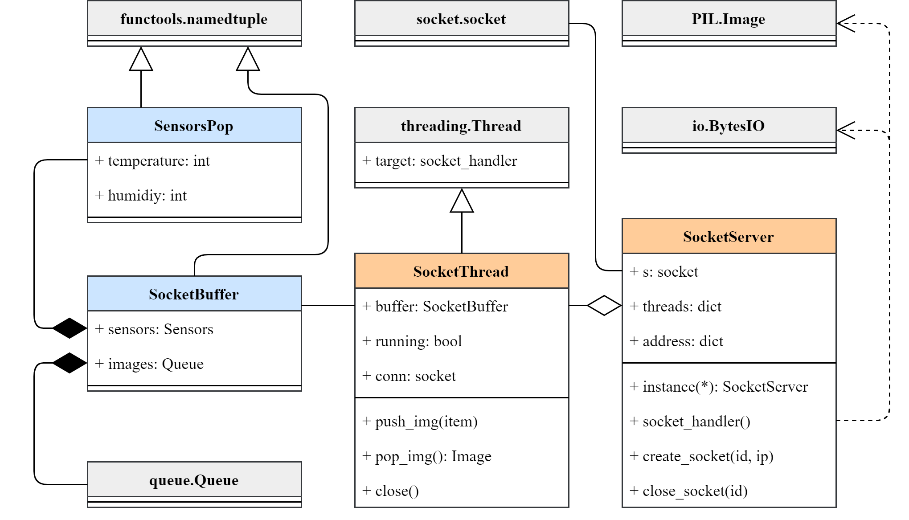 functools.namedtuple
socket.socket
PIL.Image
SensorsPop
+ temperature: int
+ humidiy: int
threading.Thread
+ target: socket_handler
io.BytesIO
SocketBuffer
+ sensors: Sensors
+ images: Queue
queue.Queue
SocketThread
+ buffer: SocketBuffer
+ running: bool
+ conn: socket
+ push_img(item)
+ pop_img(): Image
+ close()
SocketServer
+ s: socket
+ threads: dict
+ address: dict
+ instance(*): SocketServer
+ socket_handler()
+ create_socket(id, ip)
+ close_socket(id)